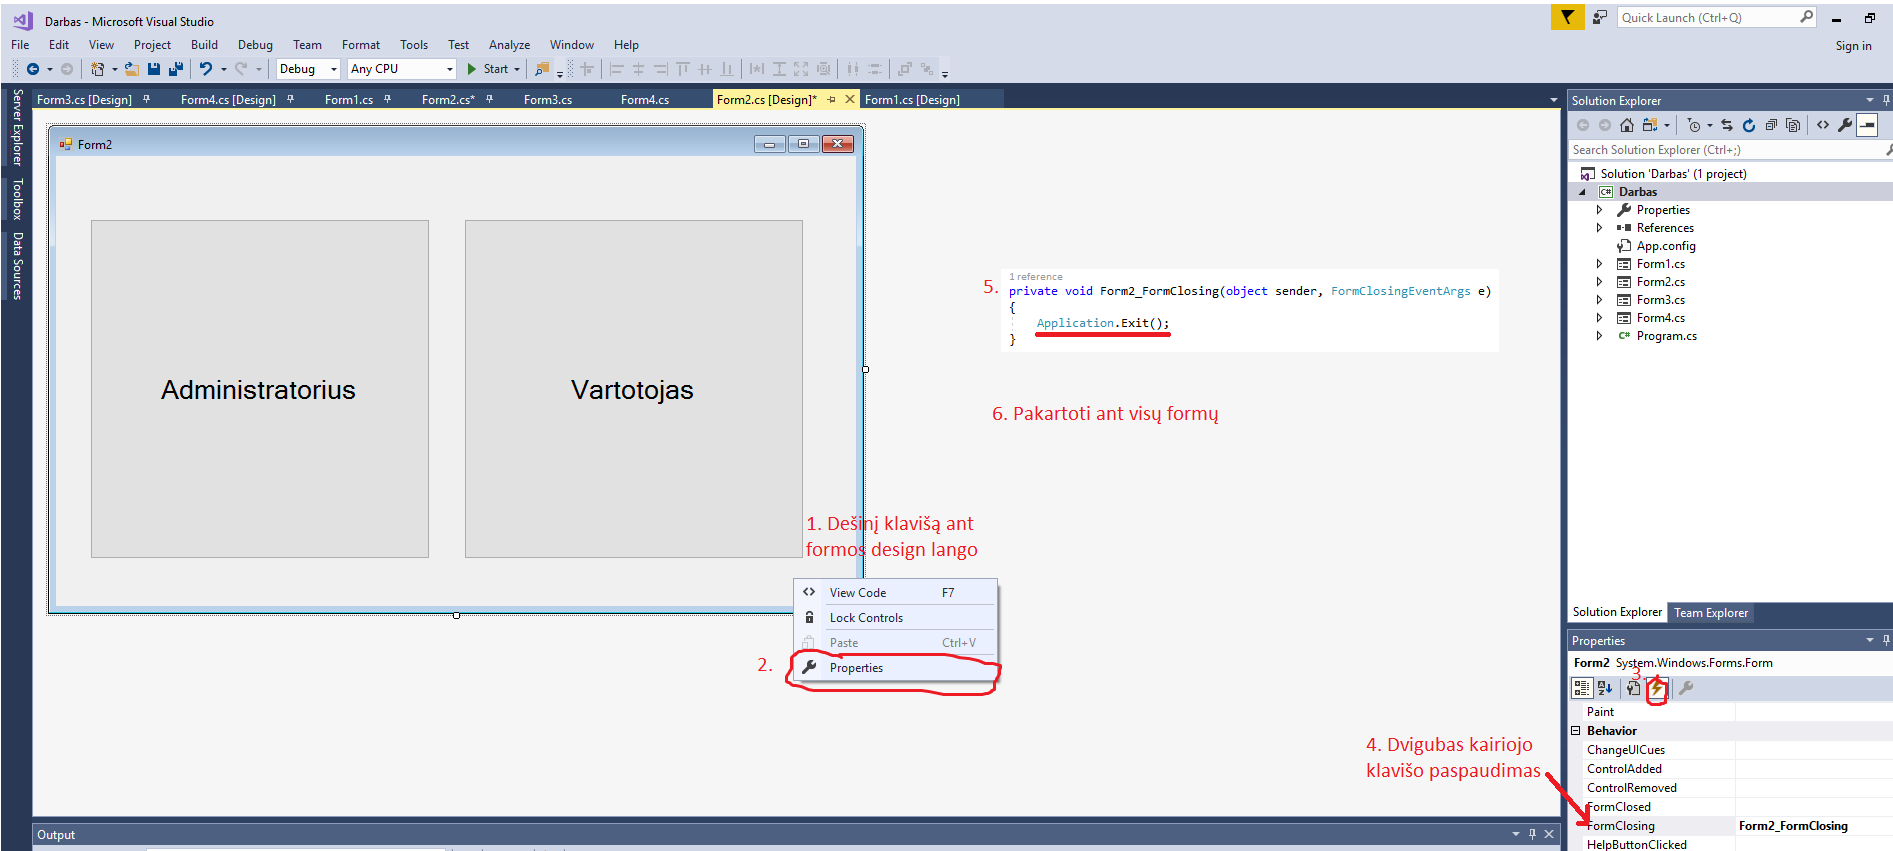 Darbas - Microsoft Visual Studio
Quick Launch (Ctrl+Q)
File Edit View Project Build Debug Team Format Tools Test Analyze Window Help
Sign in
Debug Any CPU Start
Server Explorer
Toolbox
Data Sources
Form3.cs [Design] Form4.cs [Design] Form1.cs Form2.cs* Form3.cs Form4.cs Form2.cs [Design]* Form1.cs [Design]
Form2
Administratorius
Vartotojas
5.
1 reference
private void Form2_FormClosing(object sender, FormClosingEventArgs e)
{
Application.Exit();
}
6. Pakartoti ant visų formų
1. Dešinį klavišą ant
formos design lango
View Code F7
Lock Controls
Paste Ctrl+V
2.
Properties
4. Dvigubas kairiojo
klavišo paspaudimas
Output
Solution Explorer
Search Solution Explorer (Ctrl+;)
Solution 'Darbas' (1 project)
C# Darbas
Properties
References
App.config
Form1.cs
Form2.cs
Form3.cs
Form4.cs
C# Program.cs
Solution Explorer Team Explorer
Properties
Form2 System.Windows.Forms.Form
3.
Paint
Behavior
ChangeUICues
ControlAdded
ControlRemoved
FormClosed
FormClosing Form2_FormClosing
HelpButtonClicked